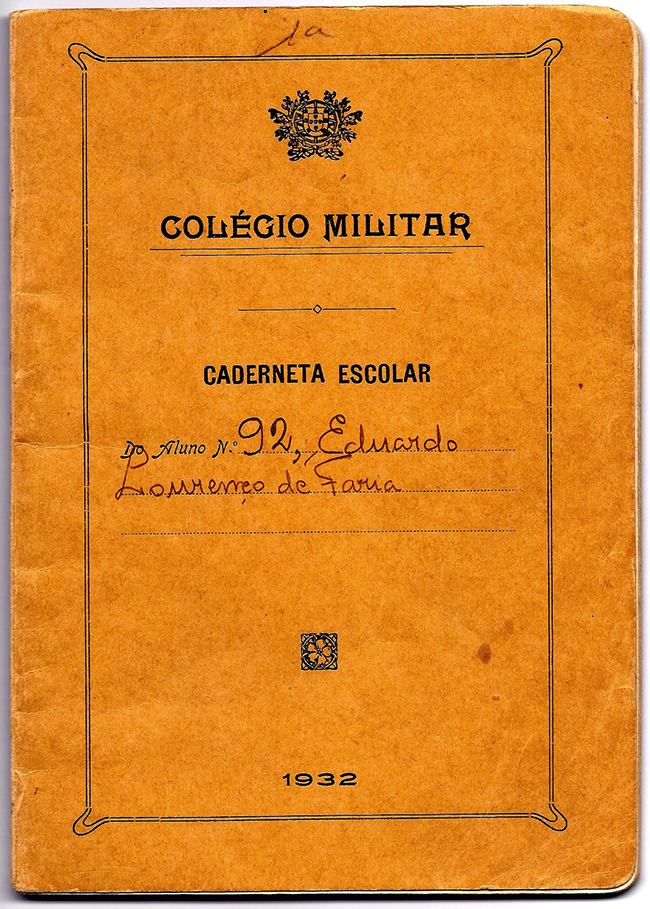 1a
COLÉGIO MILITAR
CADERNETA ESCOLAR
Do Aluno N.º 92, Eduardo
Lourenço de Faria
1932